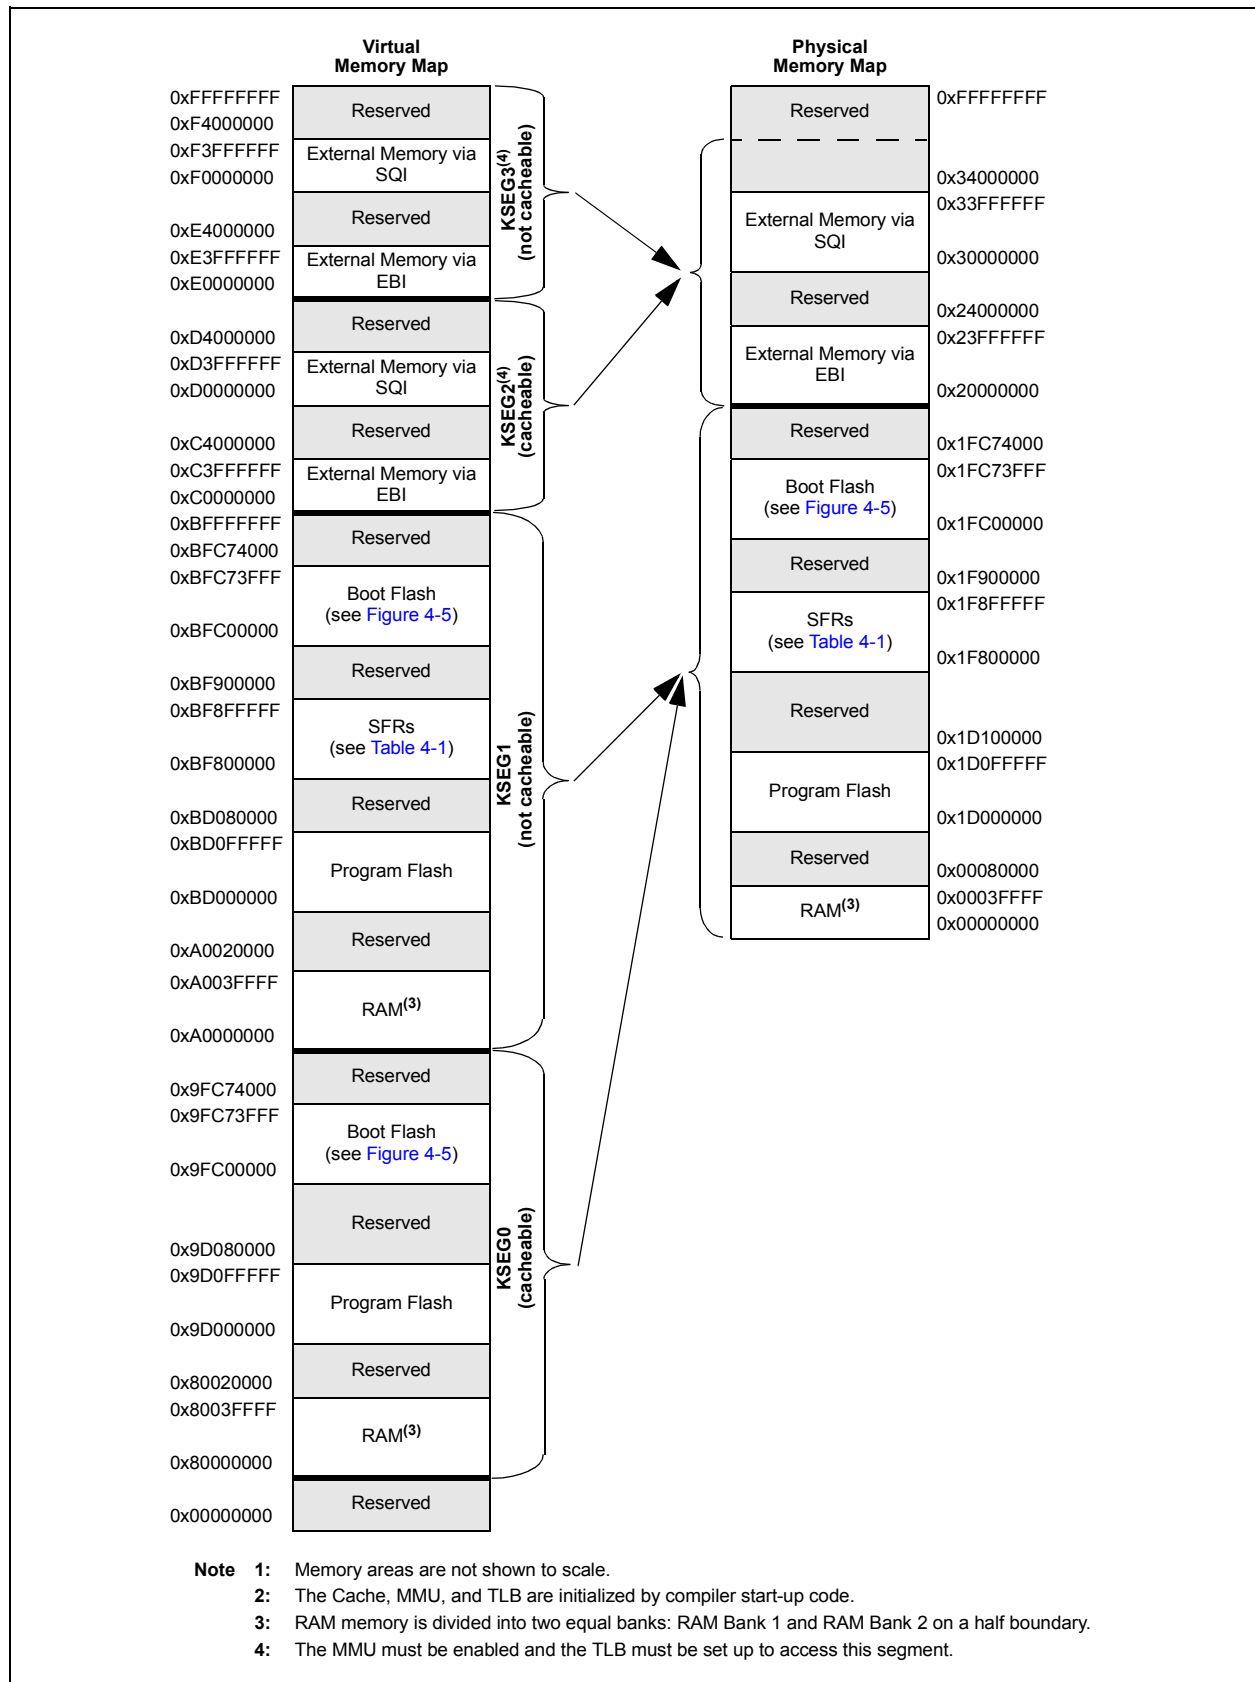 Virtual
Memory Map
0xFFFFFFFF
Reserved
0xF4000000
0xF3FFFFFF
External Memory via
SQI
0xF0000000
Reserved
0xE4000000
0xE3FFFFFF
External Memory via
EBI
0xE0000000
KSEG3(4)
(not cacheable)
Reserved
0xD4000000
0xD3FFFFFF
External Memory via
SQI
0xD0000000
Reserved
0xC4000000
0xC3FFFFFF
External Memory via
EBI
0xC0000000
KSEG2(4)
(cacheable)
0xBFFFFFFF
Reserved
0xBFC74000
0xBFC73FFF
Boot Flash
(see Figure 4-5)
0xBFC00000
Reserved
0xBF900000
0xBF8FFFFF
SFRs
(see Table 4-1)
0xBF800000
Reserved
0xBD080000
0xBD0FFFFF
Program Flash
0xBD000000
Reserved
0xA0020000
0xA003FFFF
RAM(3)
0xA0000000
KSEG1
(not cacheable)
Reserved
0x9FC74000
0x9FC73FFF
Boot Flash
(see Figure 4-5)
0x9FC00000
Reserved
0x9D080000
0x9D0FFFFF
Program Flash
0x9D000000
Reserved
0x80020000
0x8003FFFF
RAM(3)
0x80000000
KSEG0
(cacheable)
Reserved
0x00000000
Physical
Memory Map
0xFFFFFFFF
Reserved
0x34000000
0x33FFFFFF
External Memory via
SQI
0x30000000
Reserved
0x24000000
0x23FFFFFF
External Memory via
EBI
0x20000000
Reserved
0x1FC74000
0x1FC73FFF
Boot Flash
(see Figure 4-5)
0x1FC00000
Reserved
0x1F900000
0x1F8FFFFF
SFRs
(see Table 4-1)
0x1F800000
Reserved
0x1D100000
0x1D0FFFFF
Program Flash
0x1D000000
Reserved
0x00080000
0x0003FFFF
RAM(3)
0x00000000
Note 1: Memory areas are not shown to scale.
2: The Cache, MMU, and TLB are initialized by compiler start-up code.
3: RAM memory is divided into two equal banks: RAM Bank 1 and RAM Bank 2 on a half boundary.
4: The MMU must be enabled and the TLB must be set up to access this segment.